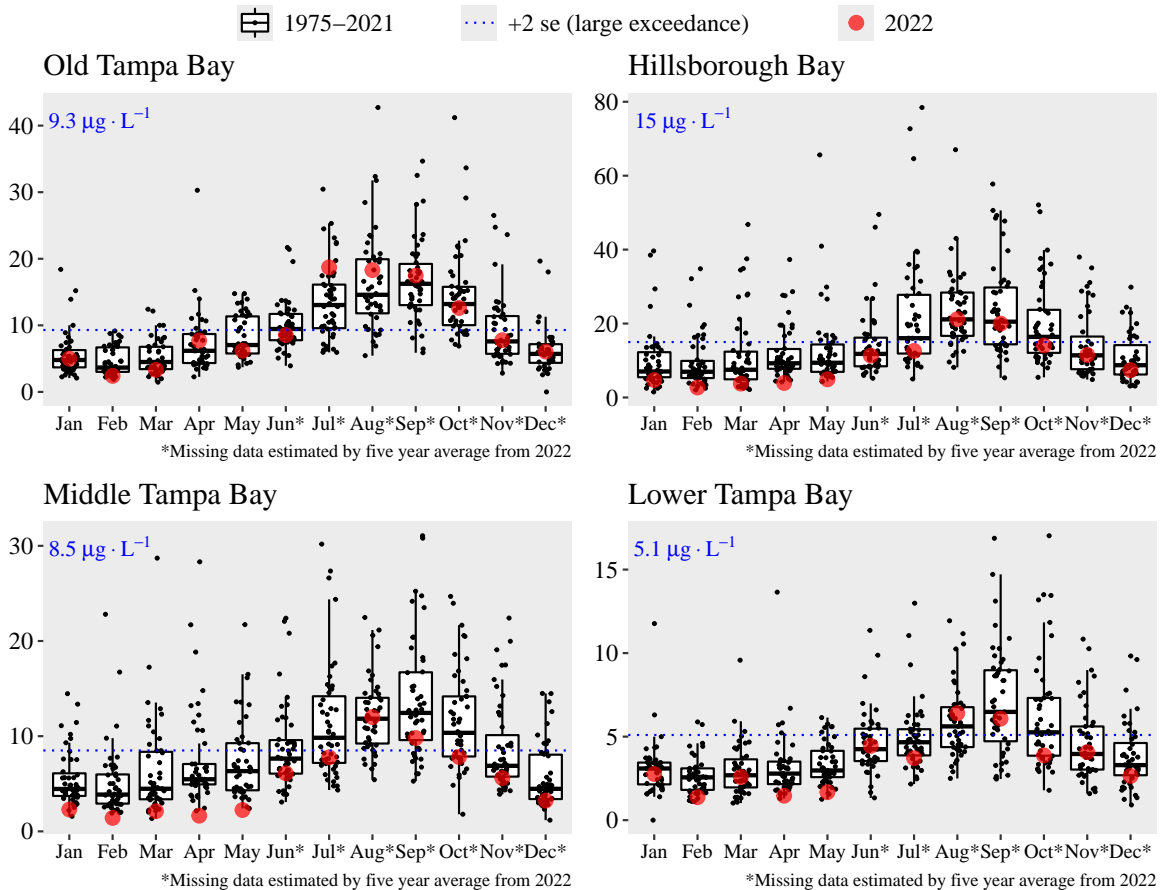 1975–2021 +2 se (large exceedance) 2022
Old Tampa Bay
9.3 μg · L⁻¹
40
30
20
10
0
Jan Feb Mar Apr May Jun* Jul* Aug* Sep* Oct* Nov* Dec*
*Missing data estimated by five year average from 2022
Hillsborough Bay
15 μg · L⁻¹
80
60
40
20
0
Jan Feb Mar Apr May Jun* Jul* Aug* Sep* Oct* Nov* Dec*
*Missing data estimated by five year average from 2022
Middle Tampa Bay
8.5 μg · L⁻¹
30
20
10
0
Jan Feb Mar Apr May Jun* Jul* Aug* Sep* Oct* Nov* Dec*
*Missing data estimated by five year average from 2022
Lower Tampa Bay
5.1 μg · L⁻¹
15
10
5
0
Jan Feb Mar Apr May Jun* Jul* Aug* Sep* Oct* Nov* Dec*
*Missing data estimated by five year average from 2022